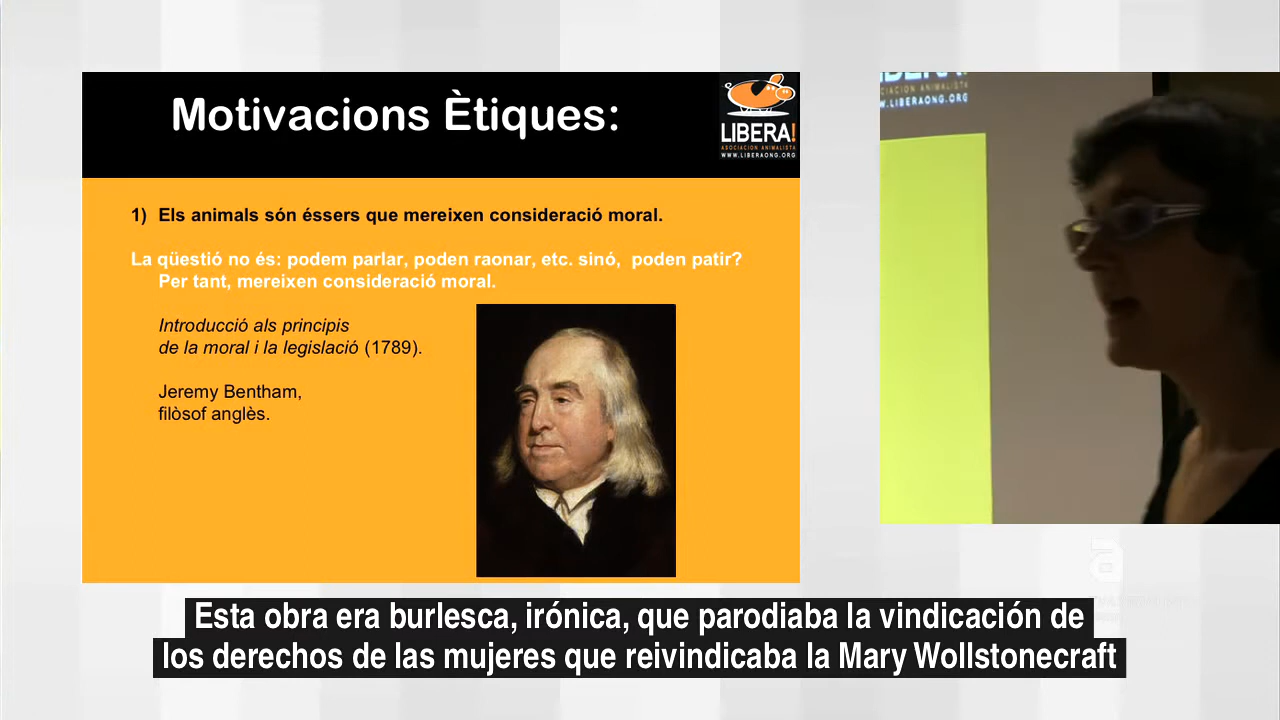 Motivacions Ètiques:
LIBERA!
ASOCIACION ANIMALISTA
WWW.LIBERAONG.ORG
1) Els animals són éssers que mereixen consideració moral.
La qüestió no és: podem parlar, poden raonar, etc. sinó, poden patir?
Per tant, mereixen consideració moral.
Introducció als principis
de la moral i la legislació (1789).
Jeremy Bentham,
filòsof anglès.
CIACION ANIMALISTA
WWW.LIBERAONG.ORG
a
Esta obra era burlesca, irónica, que parodiaba la vindicación de
los derechos de las mujeres que reivindicaba la Mary Wollstonecraft